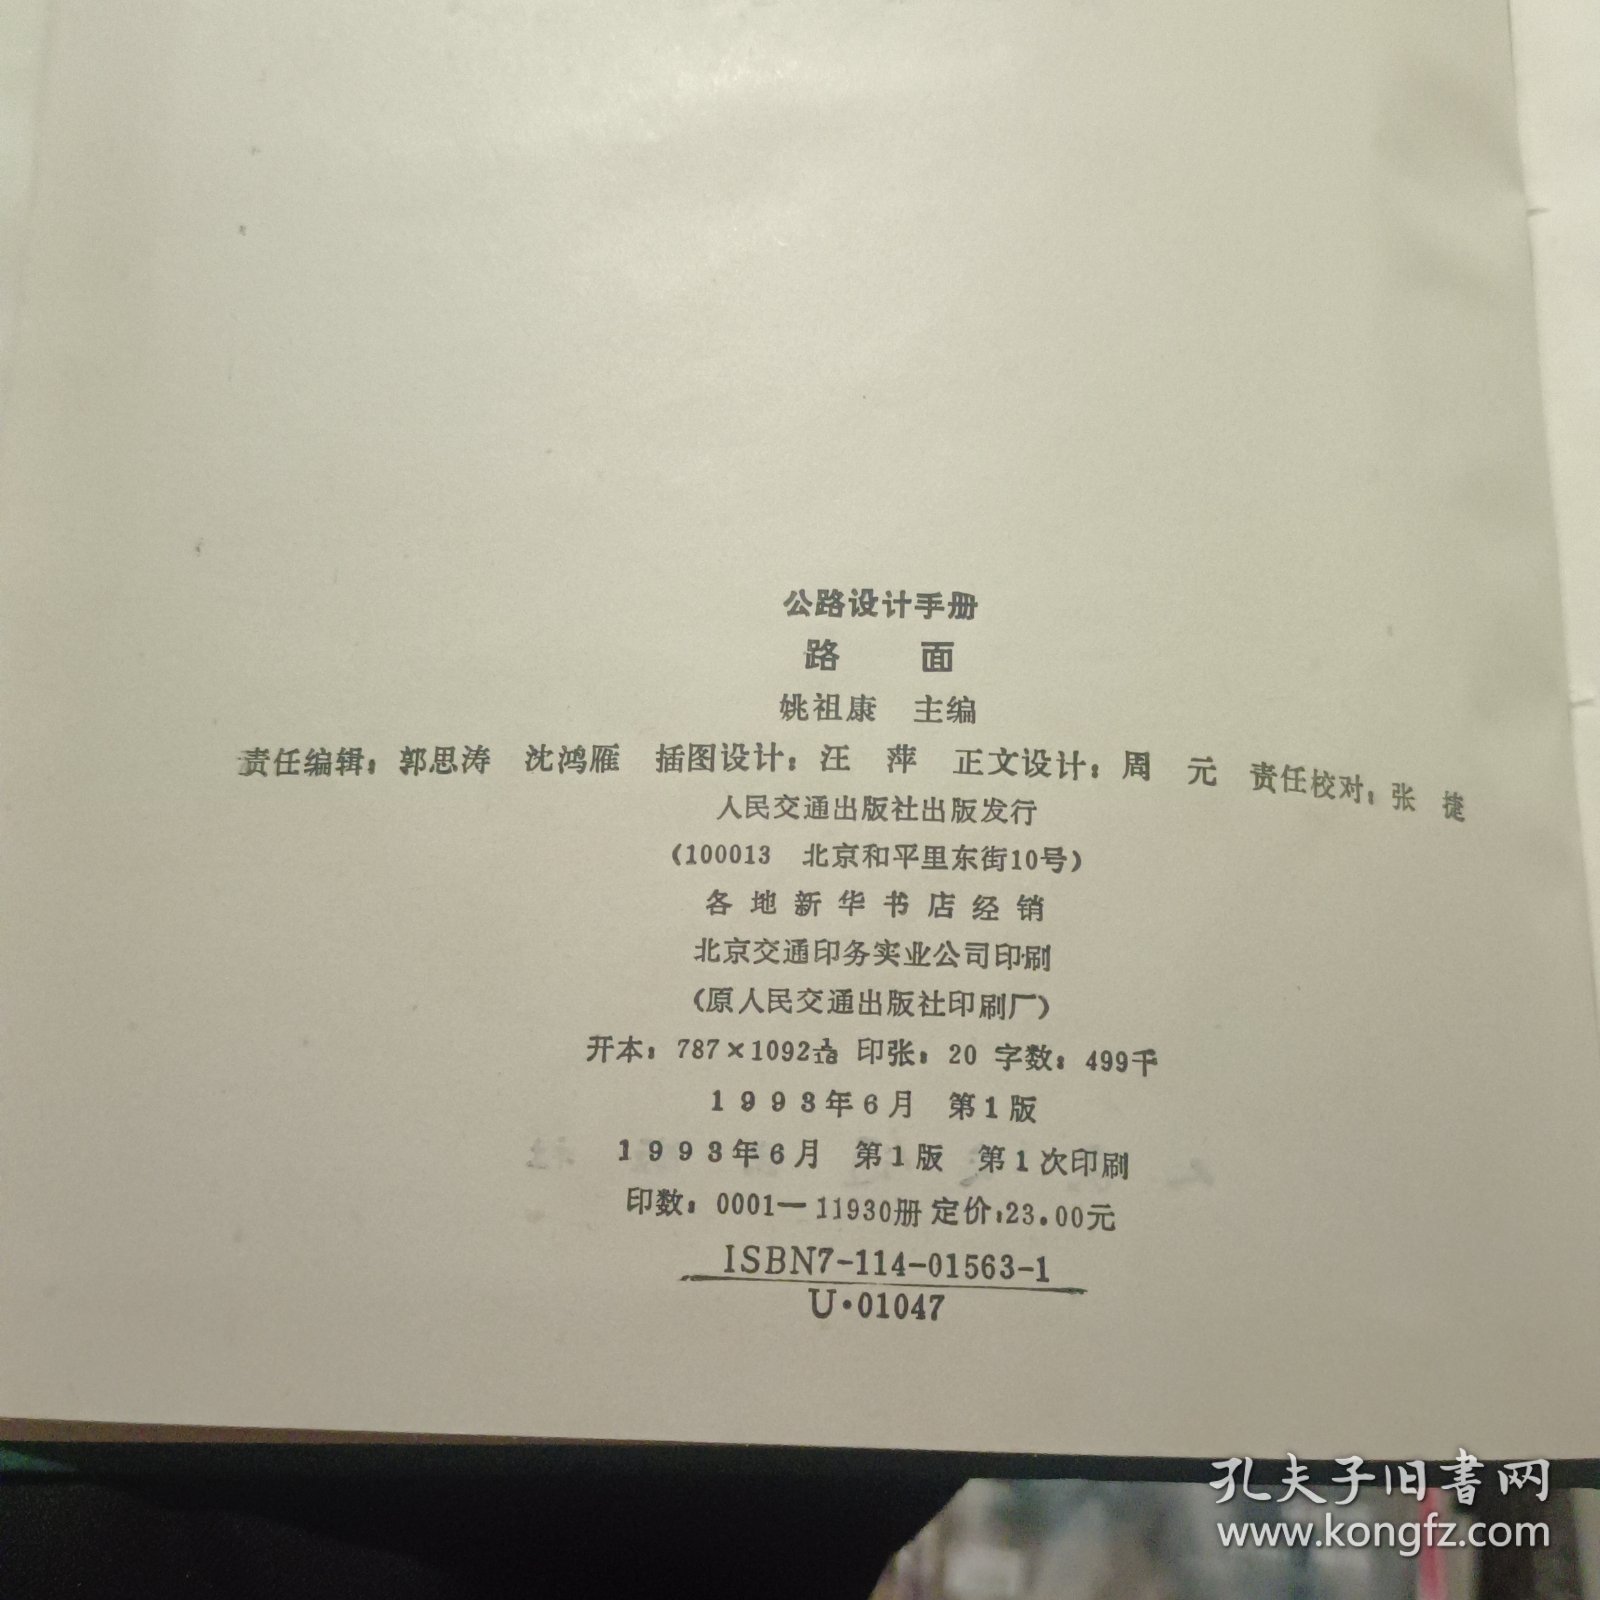 公路设计手册
路 面
姚祖康 主编
责任编辑：郭思涛 沈鸿雁 插图设计：汪 萍 正文设计：周 元 责任校对：张 捷
人民交通出版社出版发行
(100013 北京和平里东街10号)
各地新华书店经销
北京交通印务实业公司印刷
(原人民交通出版社印刷厂)
开本：787×1092 1/16 印张：20 字数：499千
1993年6月 第1版
1993年6月 第1版 第1次印刷
印数：0001—11930册 定价：23.00元
ISBN7-114-01563-1
U·01047
孔夫子旧书网
www.kongfz.com